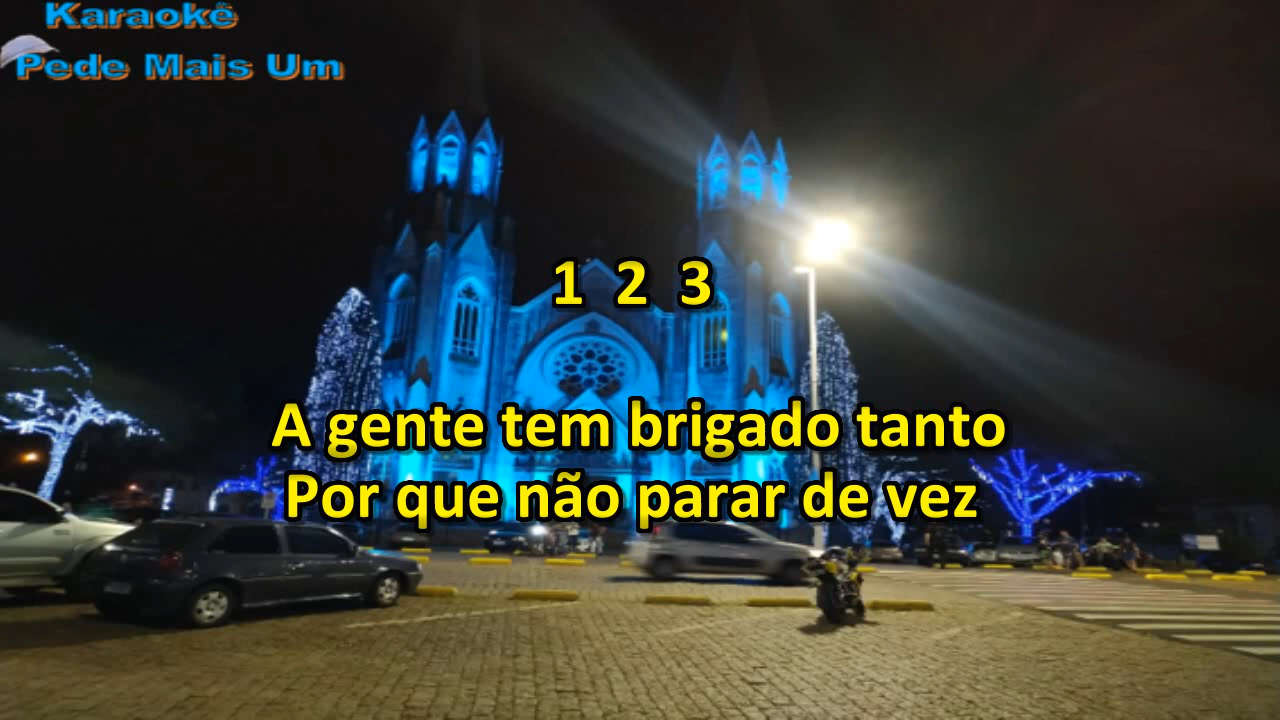 Karaokê
Pede Mais Um
1 2 3
A gente tem brigado tanto
Por que não parar de vez